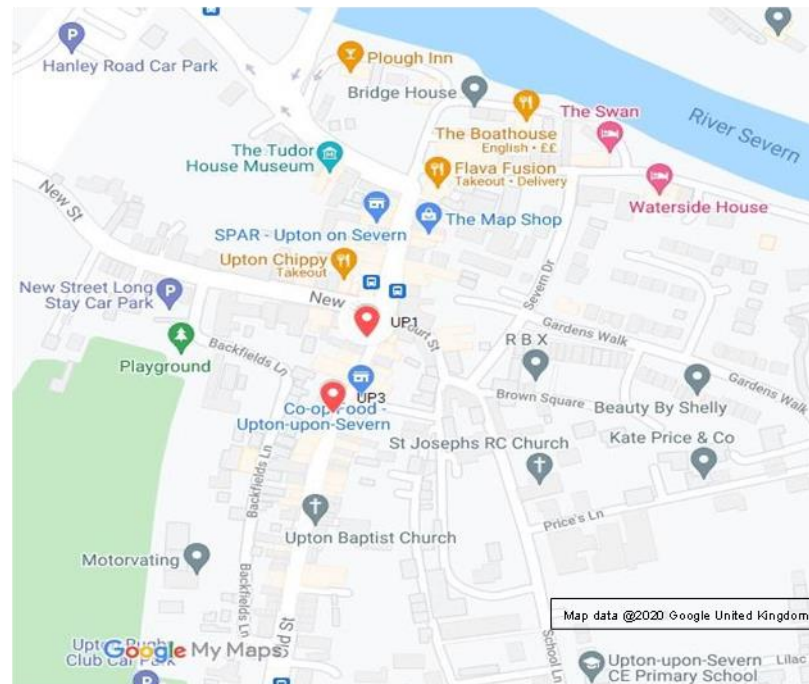 Hanley Road Car Park
Plough Inn
Bridge House
The Boathouse
English • ££
The Swan
River Severn
The Tudor
House Museum
Flava Fusion
Takeout • Delivery
Waterside House
New St
SPAR - Upton on Severn
The Map Shop
Upton Chippy
Takeout
Severn Dr
New Street Long
Stay Car Park
New
UP1
Gardens Walk
Playground
Backfields Ln
R B X
Gardens Walk
UP3
Co-op Food -
Upton-upon-Severn
Brown Square
Beauty By Shelly
Backfields Ln
St Josephs RC Church
Kate Price & Co
Upton Baptist Church
Price's Ln
Motorvating
Backfields Ln
School Ln
Map data @2020 Google United Kingdom
Google My Maps
Upton-upon-Severn
CE Primary School
Lilac